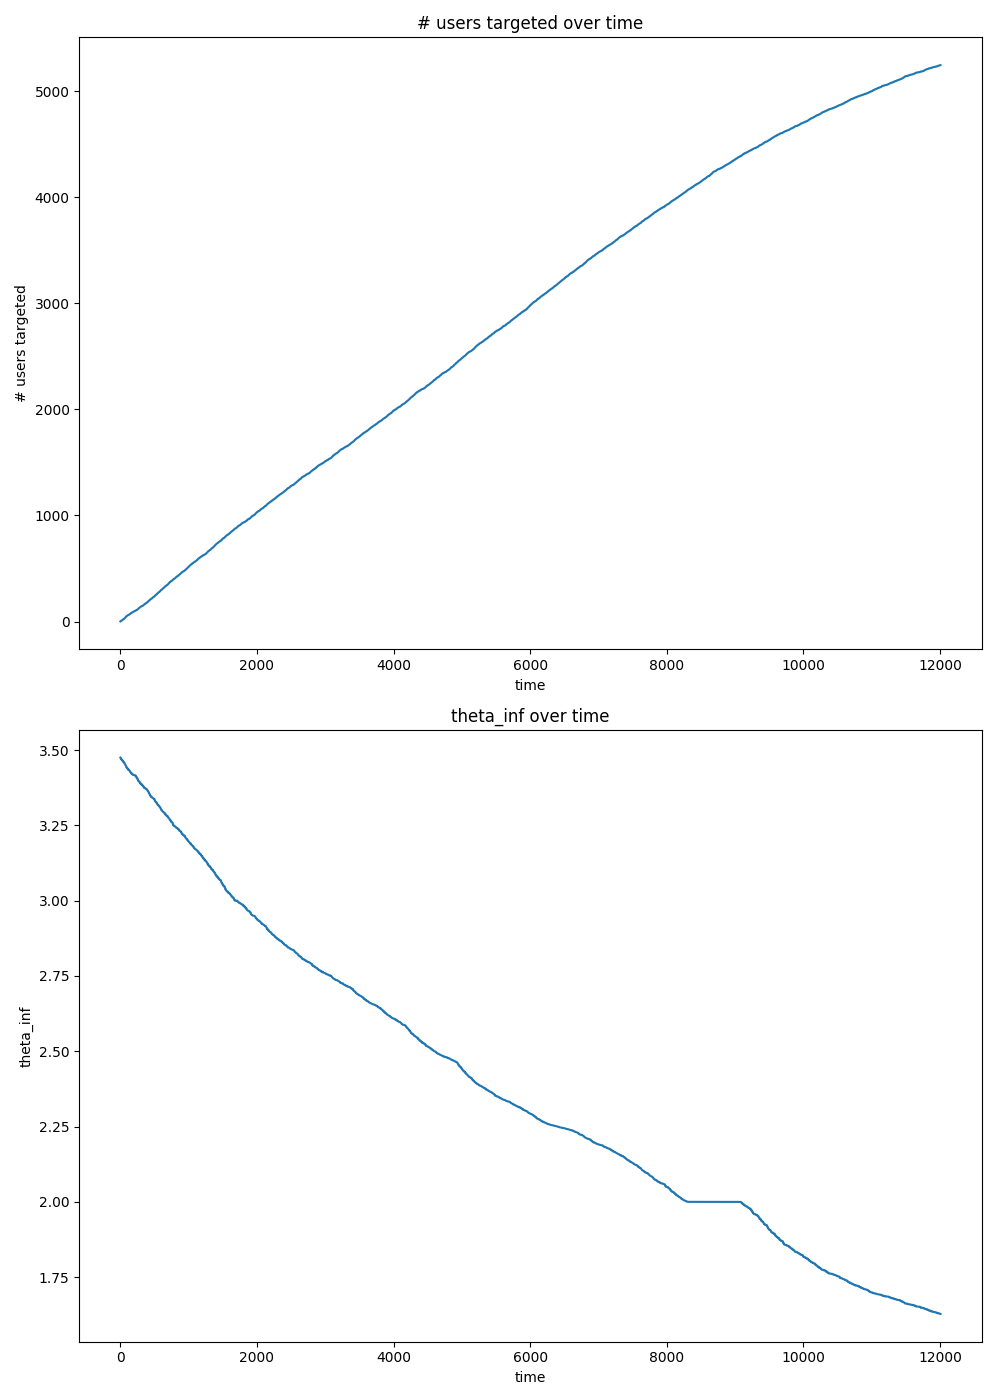 # users targeted over time
5000
4000
3000
2000
1000
0
# users targeted
0 2000 4000 6000 8000 10000 12000
time
theta_inf over time
3.50
3.25
3.00
2.75
2.50
2.25
2.00
1.75
theta_inf
0 2000 4000 6000 8000 10000 12000
time